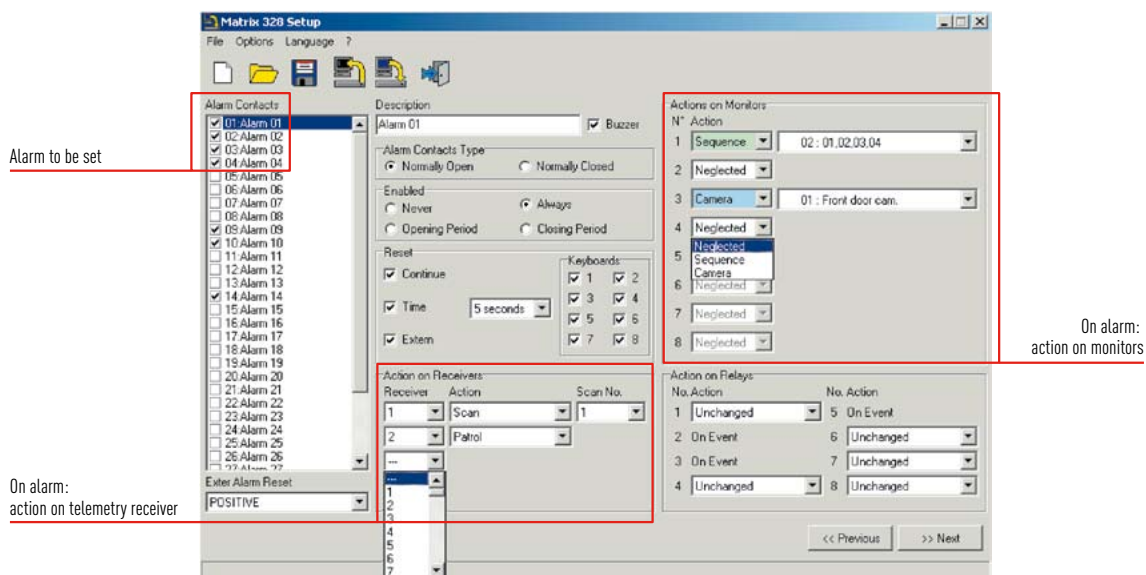 Matrix 328 Setup
File Options Language ?
Alarm Contacts
01:Alarm 01
02:Alarm 02
03:Alarm 03
04:Alarm 04
05:Alarm 05
06:Alarm 06
07:Alarm 07
08:Alarm 08
09:Alarm 09
10:Alarm 10
11:Alarm 11
12:Alarm 12
13:Alarm 13
14:Alarm 14
15:Alarm 15
16:Alarm 16
17:Alarm 17
18:Alarm 18
19:Alarm 19
20:Alarm 20
21:Alarm 21
22:Alarm 22
23:Alarm 23
24:Alarm 24
25:Alarm 25
26:Alarm 26
27:Alarm 27
Exter Alarm Reset
POSITIVE
Description
Alarm 01
Buzzer
Alarm Contacts Type
Normally Open Normally Closed
Enabled
Never Always
Opening Period Closing Period
Reset
Continue
Time 5 seconds
Extern
Keyboards
1 2
3 4
5 6
7 8
Action on Receivers
Receiver Action Scan No.
1 Scan 1
2 Patrol
---
---
1
2
3
4
5
6
7
Actions on Monitors
N° Action
1 Sequence 02 : 01,02,03,04
2 Neglected
3 Camera 01 : Front door cam.
4 Neglected
Neglected
5 Sequence
Camera
6 Neglected
7 Neglected
8 Neglected
Action on Relays
No. Action No. Action
1 Unchanged 5 On Event
2 On Event 6 Unchanged
3 On Event 7 Unchanged
4 Unchanged 8 Unchanged
<< Previous >> Next
Alarm to be set
On alarm:
action on telemetry receiver
On alarm:
action on monitors